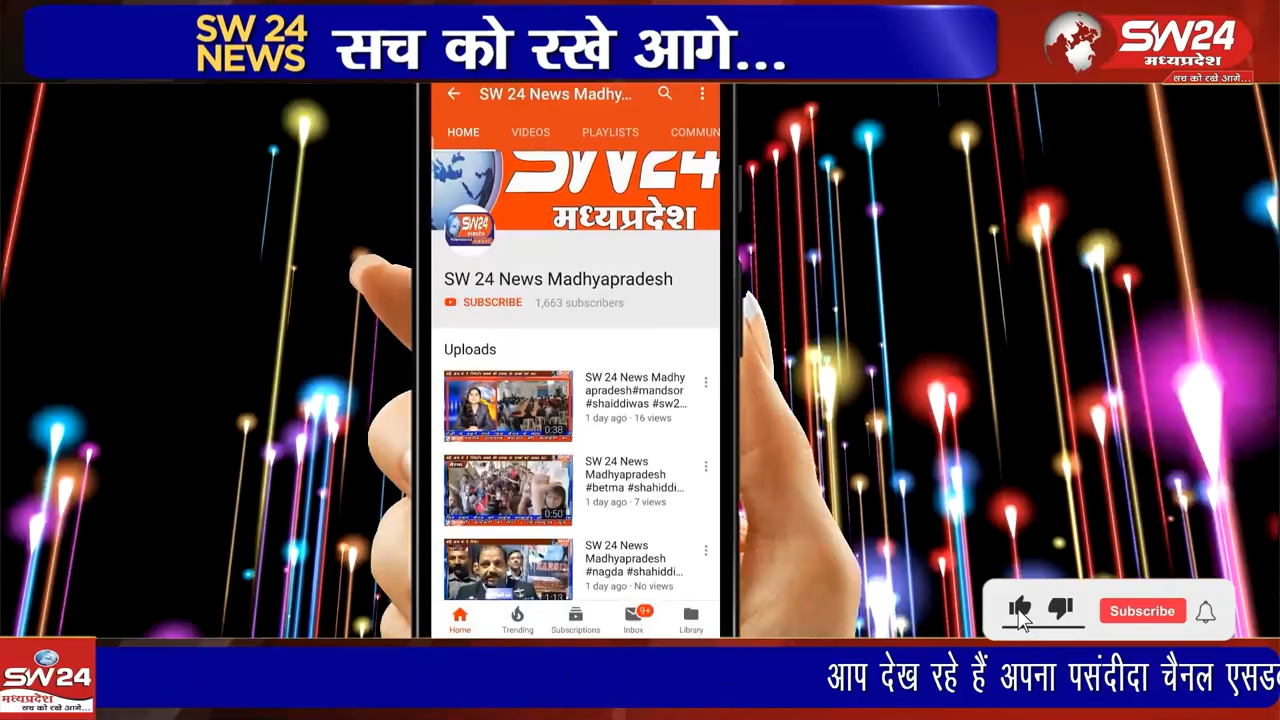 SW 24
NEWS
सच को रखे आगे...
SW24
मध्यप्रदेश
सच को रखे आगे...
SW 24 News Madhy...
HOME VIDEOS PLAYLISTS COMMUN
SW24
मध्यप्रदेश
SW24
SW 24 News Madhyapradesh
SUBSCRIBE 1,663 subscribers
Uploads
SW 24 News Madhy
apradesh#mandsor
#shaiddiwas #sw2...
1 day ago · 16 views
0:38
SW 24 News
Madhyapradesh
#betma #shahiddi...
1 day ago · 7 views
0:50
SW 24 News
Madhyapradesh
#nagda #shahiddi...
1 day ago · No views
1:13
Home Trending Subscriptions Inbox Library
9+
Subscribe
SW24
मध्यप्रदेश
सच को रखे आगे...
आप देख रहे हैं अपना पसंदीदा चैनल एसड